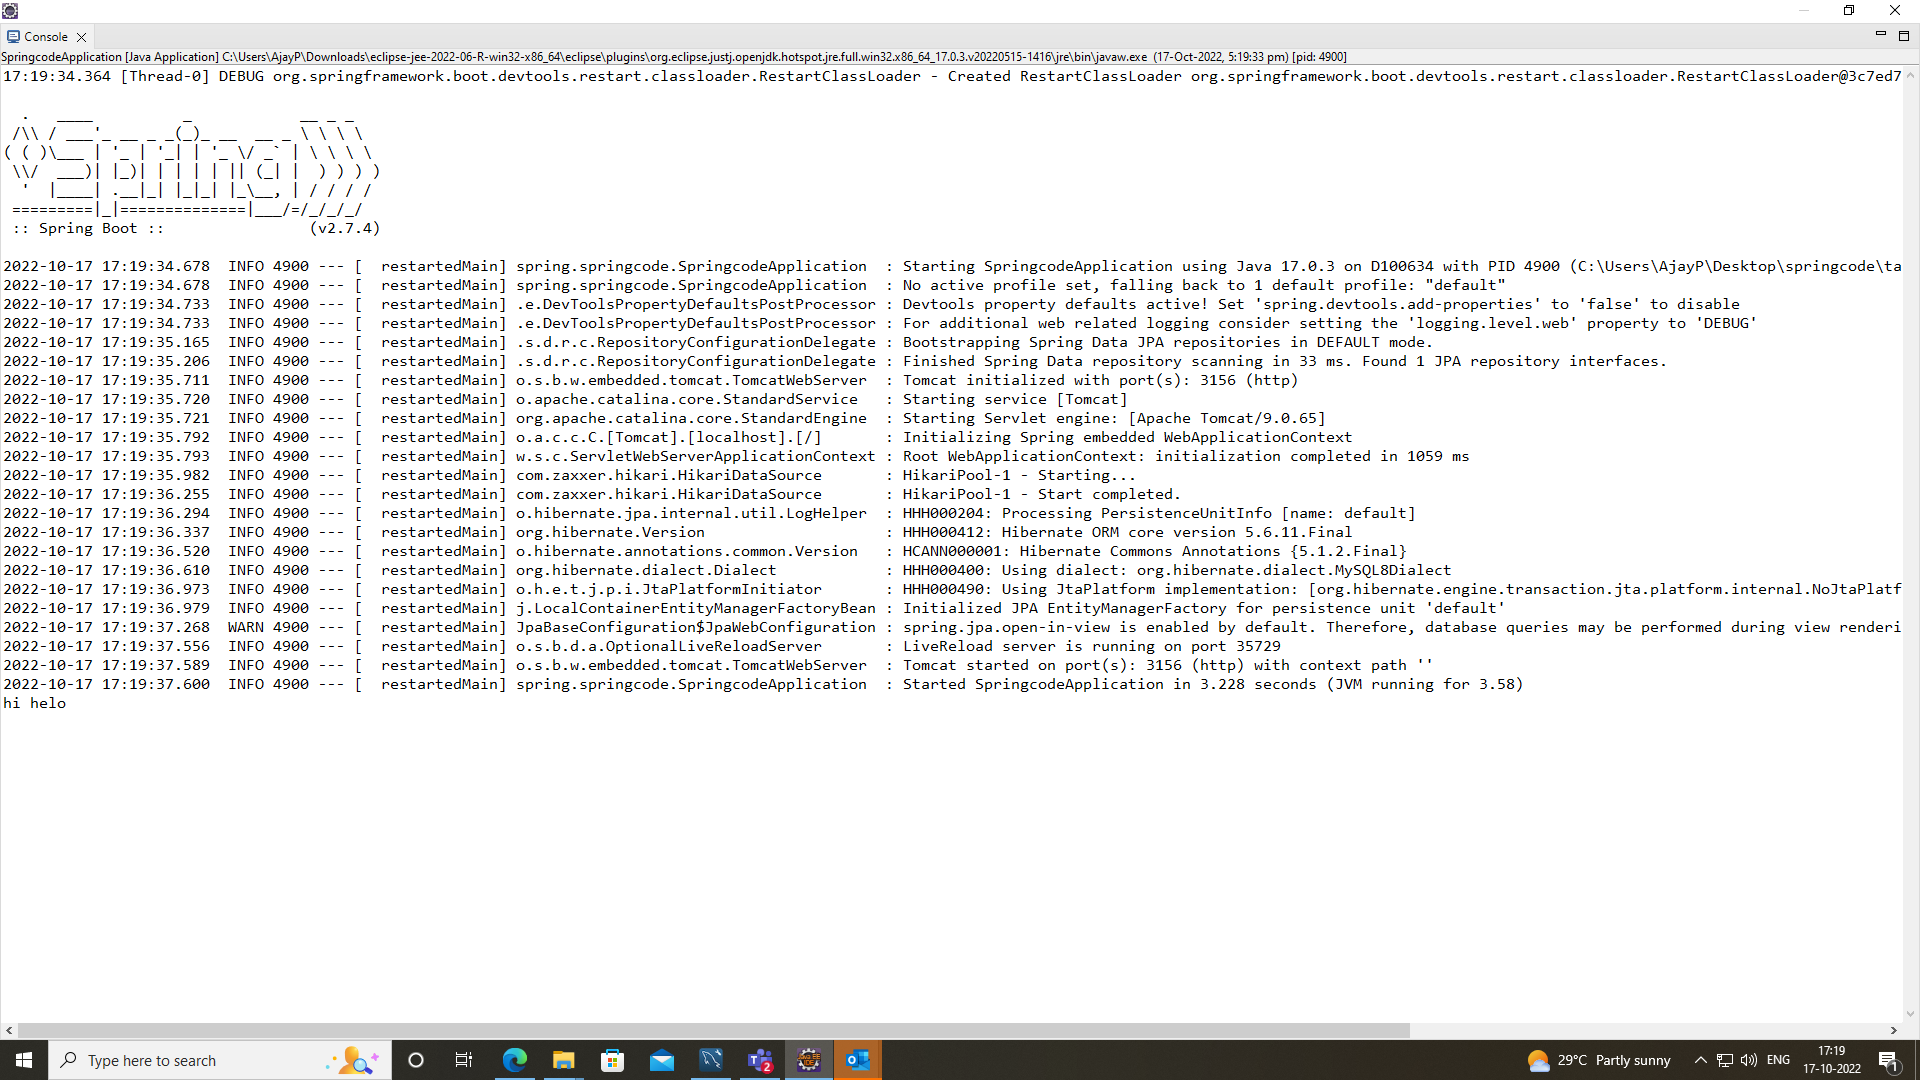 Console
SpringcodeApplication [Java Application] C:\Users\AjayP\Downloads\eclipse-jee-2022-06-R-win32-x86_64\eclipse\plugins\org.eclipse.justj.openjdk.hotspot.jre.full.win32.x86_64_17.0.3.v20220515-1416\jre\bin\javaw.exe (17-Oct-2022, 5:19:33 pm) [pid: 4900]
17:19:34.364 [Thread-0] DEBUG org.springframework.boot.devtools.restart.classloader.RestartClassLoader - Created RestartClassLoader org.springframework.boot.devtools.restart.classloader.RestartClassLoader@3c7ed7
  .   ____          _            __ _ _
 /\\ / ___'_ __ _ _(_)_ __  __ _ \ \ \ \
( ( )\___ | '_ | '_| | '_ \/ _` | \ \ \ \
 \\/  ___)| |_)| | | | | || (_| |  ) ) ) )
  '  |____| .__|_| |_|_| |_\__, | / / / /
 =========|_|==============|___/=/_/_/_/
 :: Spring Boot ::                (v2.7.4)
2022-10-17 17:19:34.678  INFO 4900 --- [  restartedMain] spring.springcode.SpringcodeApplication  : Starting SpringcodeApplication using Java 17.0.3 on D100634 with PID 4900 (C:\Users\AjayP\Desktop\springcode\ta
2022-10-17 17:19:34.678  INFO 4900 --- [  restartedMain] spring.springcode.SpringcodeApplication  : No active profile set, falling back to 1 default profile: "default"
2022-10-17 17:19:34.733  INFO 4900 --- [  restartedMain] .e.DevToolsPropertyDefaultsPostProcessor : Devtools property defaults active! Set 'spring.devtools.add-properties' to 'false' to disable
2022-10-17 17:19:34.733  INFO 4900 --- [  restartedMain] .e.DevToolsPropertyDefaultsPostProcessor : For additional web related logging consider setting the 'logging.level.web' property to 'DEBUG'
2022-10-17 17:19:35.165  INFO 4900 --- [  restartedMain] .s.d.r.c.RepositoryConfigurationDelegate : Bootstrapping Spring Data JPA repositories in DEFAULT mode.
2022-10-17 17:19:35.206  INFO 4900 --- [  restartedMain] .s.d.r.c.RepositoryConfigurationDelegate : Finished Spring Data repository scanning in 33 ms. Found 1 JPA repository interfaces.
2022-10-17 17:19:35.711  INFO 4900 --- [  restartedMain] o.s.b.w.embedded.tomcat.TomcatWebServer  : Tomcat initialized with port(s): 3156 (http)
2022-10-17 17:19:35.720  INFO 4900 --- [  restartedMain] o.apache.catalina.core.StandardService   : Starting service [Tomcat]
2022-10-17 17:19:35.721  INFO 4900 --- [  restartedMain] org.apache.catalina.core.StandardEngine  : Starting Servlet engine: [Apache Tomcat/9.0.65]
2022-10-17 17:19:35.792  INFO 4900 --- [  restartedMain] o.a.c.c.C.[Tomcat].[localhost].[/]       : Initializing Spring embedded WebApplicationContext
2022-10-17 17:19:35.793  INFO 4900 --- [  restartedMain] w.s.c.ServletWebServerApplicationContext : Root WebApplicationContext: initialization completed in 1059 ms
2022-10-17 17:19:35.982  INFO 4900 --- [  restartedMain] com.zaxxer.hikari.HikariDataSource       : HikariPool-1 - Starting...
2022-10-17 17:19:36.255  INFO 4900 --- [  restartedMain] com.zaxxer.hikari.HikariDataSource       : HikariPool-1 - Start completed.
2022-10-17 17:19:36.294  INFO 4900 --- [  restartedMain] o.hibernate.jpa.internal.util.LogHelper  : HHH000204: Processing PersistenceUnitInfo [name: default]
2022-10-17 17:19:36.337  INFO 4900 --- [  restartedMain] org.hibernate.Version                    : HHH000412: Hibernate ORM core version 5.6.11.Final
2022-10-17 17:19:36.520  INFO 4900 --- [  restartedMain] o.hibernate.annotations.common.Version   : HCANN000001: Hibernate Commons Annotations {5.1.2.Final}
2022-10-17 17:19:36.610  INFO 4900 --- [  restartedMain] org.hibernate.dialect.Dialect            : HHH000400: Using dialect: org.hibernate.dialect.MySQL8Dialect
2022-10-17 17:19:36.973  INFO 4900 --- [  restartedMain] o.h.e.t.j.p.i.JtaPlatformInitiator       : HHH000490: Using JtaPlatform implementation: [org.hibernate.engine.transaction.jta.platform.internal.NoJtaPlatf
2022-10-17 17:19:36.979  INFO 4900 --- [  restartedMain] j.LocalContainerEntityManagerFactoryBean : Initialized JPA EntityManagerFactory for persistence unit 'default'
2022-10-17 17:19:37.268  WARN 4900 --- [  restartedMain] JpaBaseConfiguration$JpaWebConfiguration : spring.jpa.open-in-view is enabled by default. Therefore, database queries may be performed during view renderi
2022-10-17 17:19:37.556  INFO 4900 --- [  restartedMain] o.s.b.d.a.OptionalLiveReloadServer       : LiveReload server is running on port 35729
2022-10-17 17:19:37.589  INFO 4900 --- [  restartedMain] o.s.b.w.embedded.tomcat.TomcatWebServer  : Tomcat started on port(s): 3156 (http) with context path ''
2022-10-17 17:19:37.600  INFO 4900 --- [  restartedMain] spring.springcode.SpringcodeApplication  : Started SpringcodeApplication in 3.228 seconds (JVM running for 3.58)
hi helo
Type here to search
2
29°C Partly sunny
ENG
17:19
17-10-2022
1